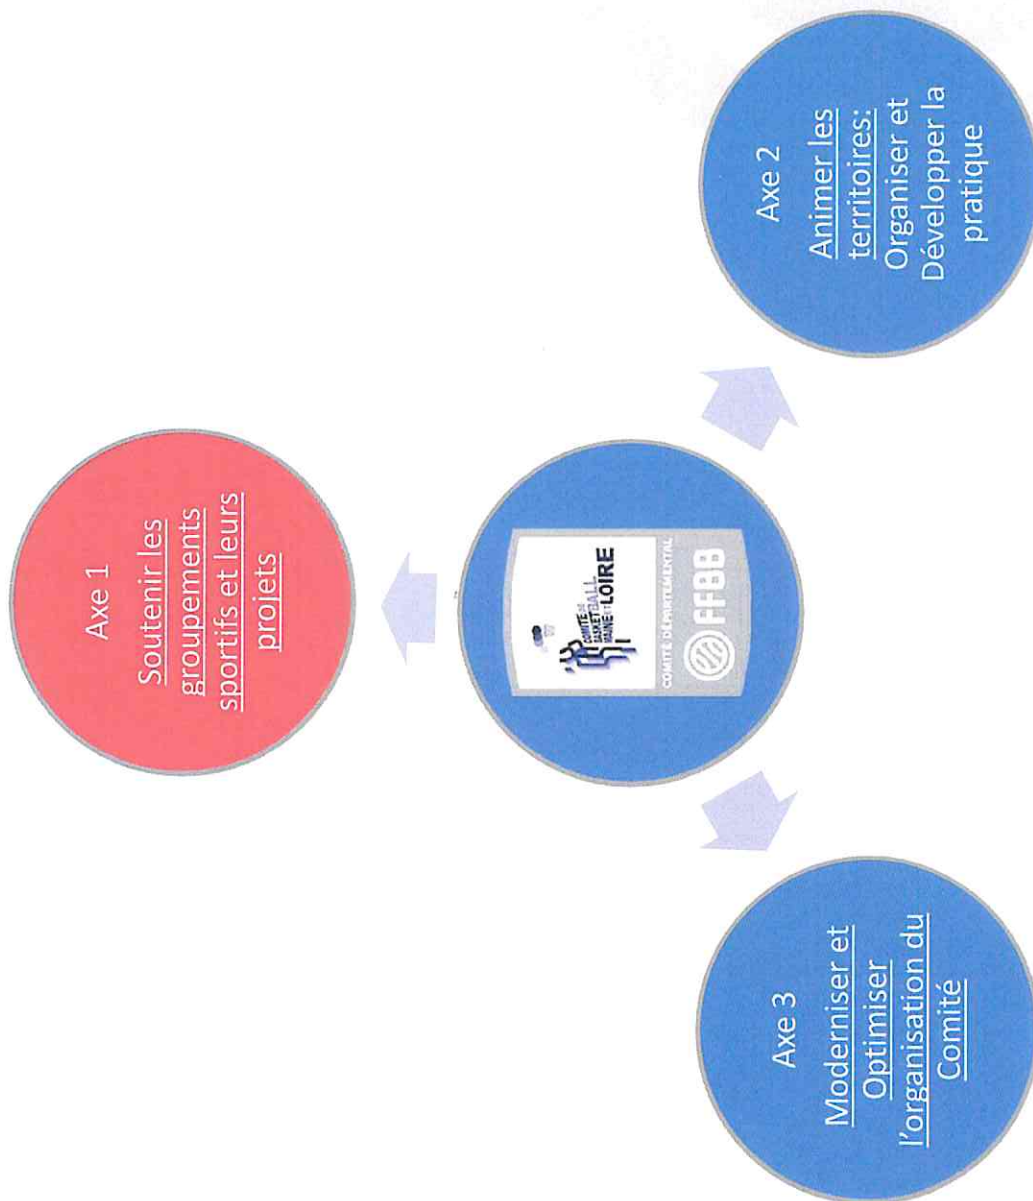 Axe 1
Soutenir les
groupements
sportifs et leurs
projets
COMITÉ DE
BASKETBALL
MAINE ET LOIRE
COMITÉ DÉPARTEMENTAL
FFBB
Axe 3
Moderniser et
Optimiser
l'organisation du
Comité
Axe 2
Animer les
territoires:
Organiser et
Développer la
pratique